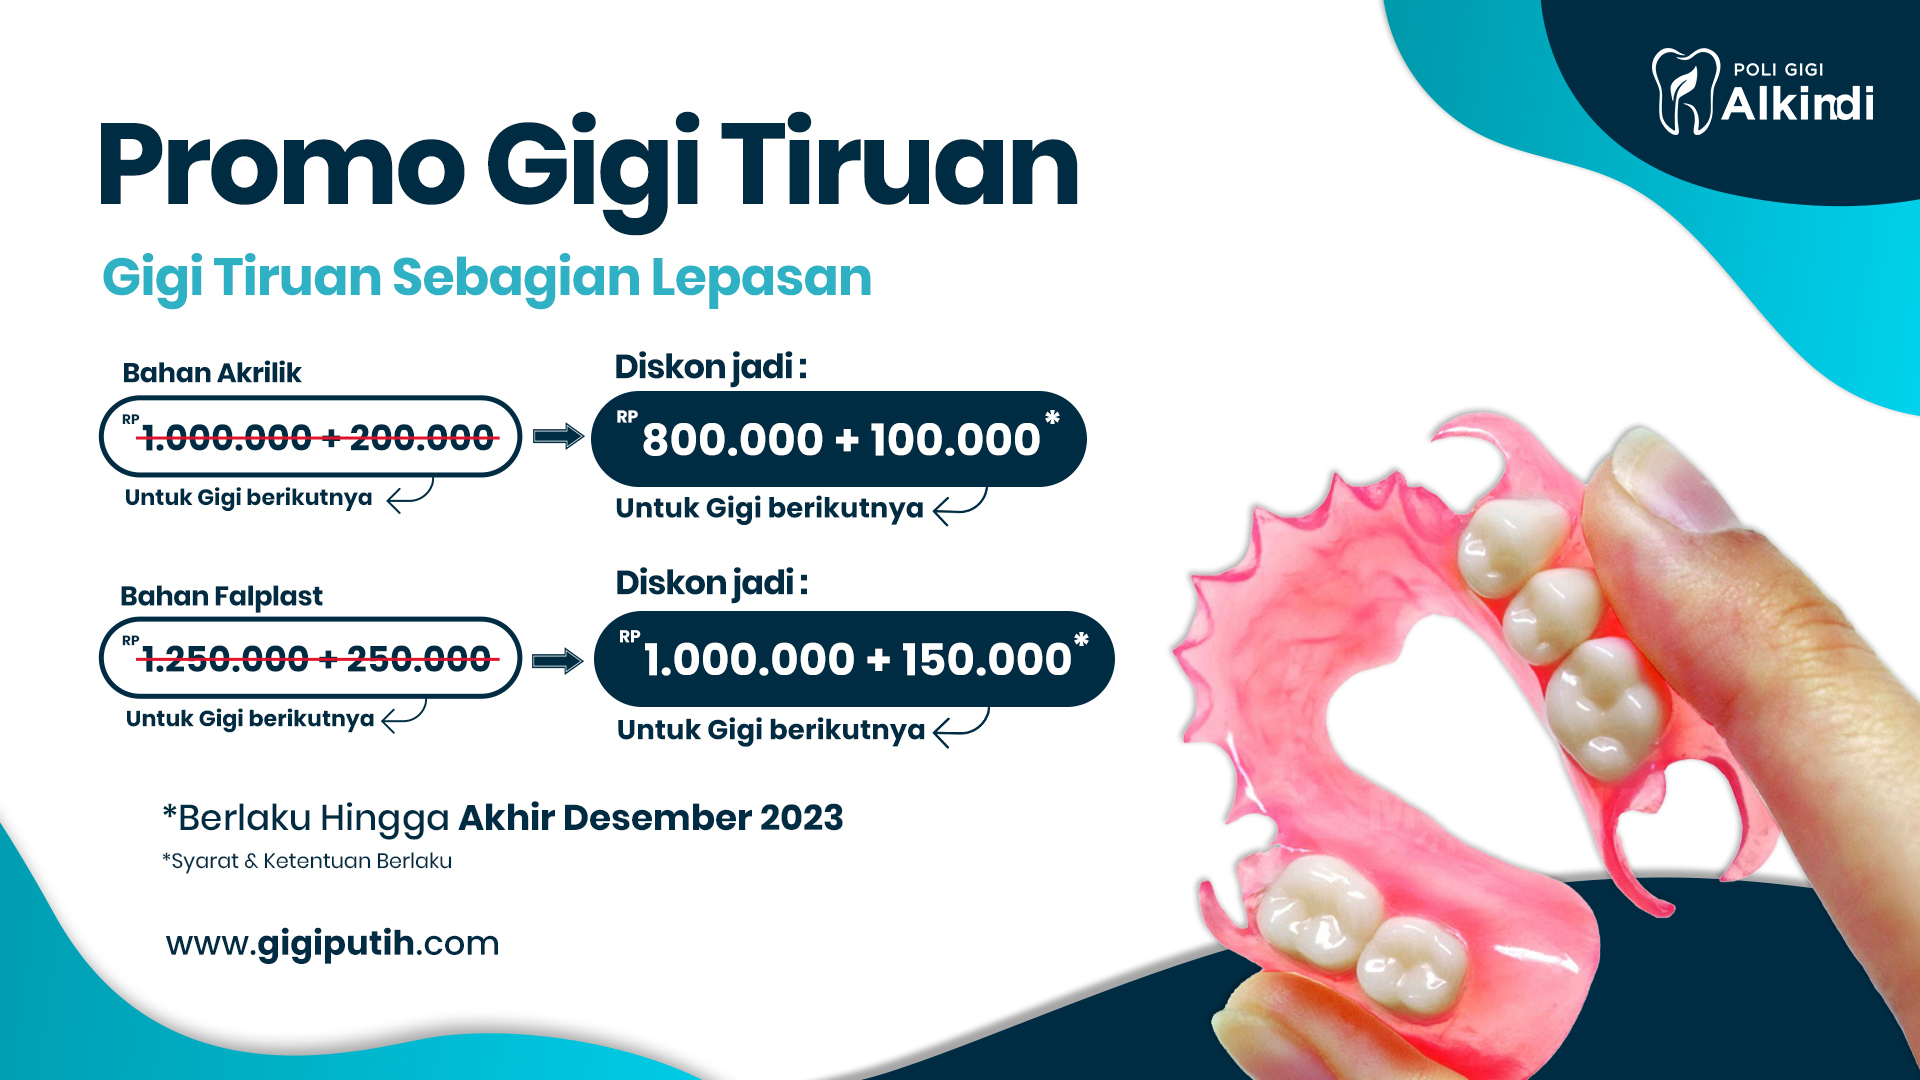 POLI GIGI
Alkindi
Promo Gigi Tiruan
Gigi Tiruan Sebagian Lepasan
Bahan Akrilik
RP 1.000.000 + 200.000
Untuk Gigi berikutnya
Diskon jadi :
RP 800.000 + 100.000*
Untuk Gigi berikutnya
Bahan Falplast
RP 1.250.000 + 250.000
Untuk Gigi berikutnya
Diskon jadi :
RP 1.000.000 + 150.000*
Untuk Gigi berikutnya
*Berlaku Hingga Akhir Desember 2023
*Syarat & Ketentuan Berlaku
www.gigiputih.com